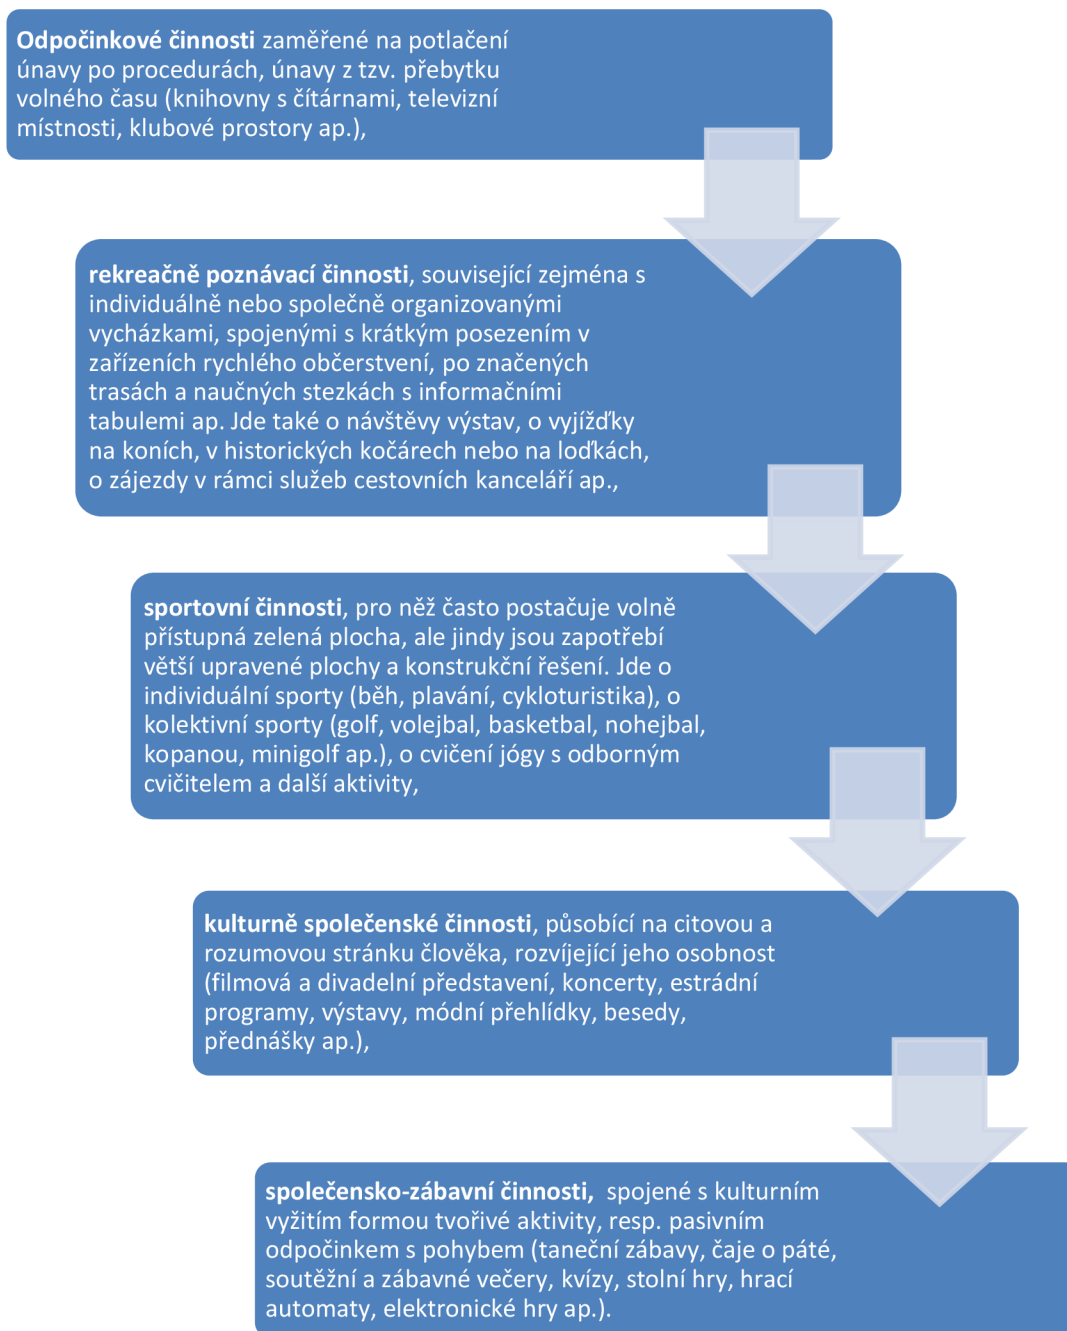 Odpočinkové činnosti zaměřené na potlačení
únavy po procedurách, únavy z tzv. přebytku
volného času (knihovny s čítárnami, televizní
místnosti, klubové prostory ap.),
rekreačně poznávací činnosti, související zejména s
individuálně nebo společně organizovanými
vycházkami, spojenými s krátkým posezením v
zařízeních rychlého občerstvení, po značených
trasách a naučných stezkách s informačními
tabulemi ap. Jde také o návštěvy výstav, o vyjížďky
na koních, v historických kočárech nebo na loďkách,
o zájezdy v rámci služeb cestovních kanceláří ap.,
sportovní činnosti, pro něž často postačuje volně
přístupná zelená plocha, ale jindy jsou zapotřebí
větší upravené plochy a konstrukční řešení. Jde o
individuální sporty (běh, plavání, cykloturistika), o
kolektivní sporty (golf, volejbal, basketbal, nohejbal,
kopanou, minigolf ap.), o cvičení jógy s odborným
cvičitelem a další aktivity,
kulturně společenské činnosti, působící na citovou a
rozumovou stránku člověka, rozvíjející jeho osobnost
(filmová a divadelní představení, koncerty, estrádní
programy, výstavy, módní přehlídky, besedy,
přednášky ap.),
společensko-zábavní činnosti, spojené s kulturním
vyžitím formou tvořivé aktivity, resp. pasivním
odpočinkem s pohybem (taneční zábavy, čaje o páté,
soutěžní a zábavné večery, kvízy, stolní hry, hrací
automaty, elektronické hry ap.).